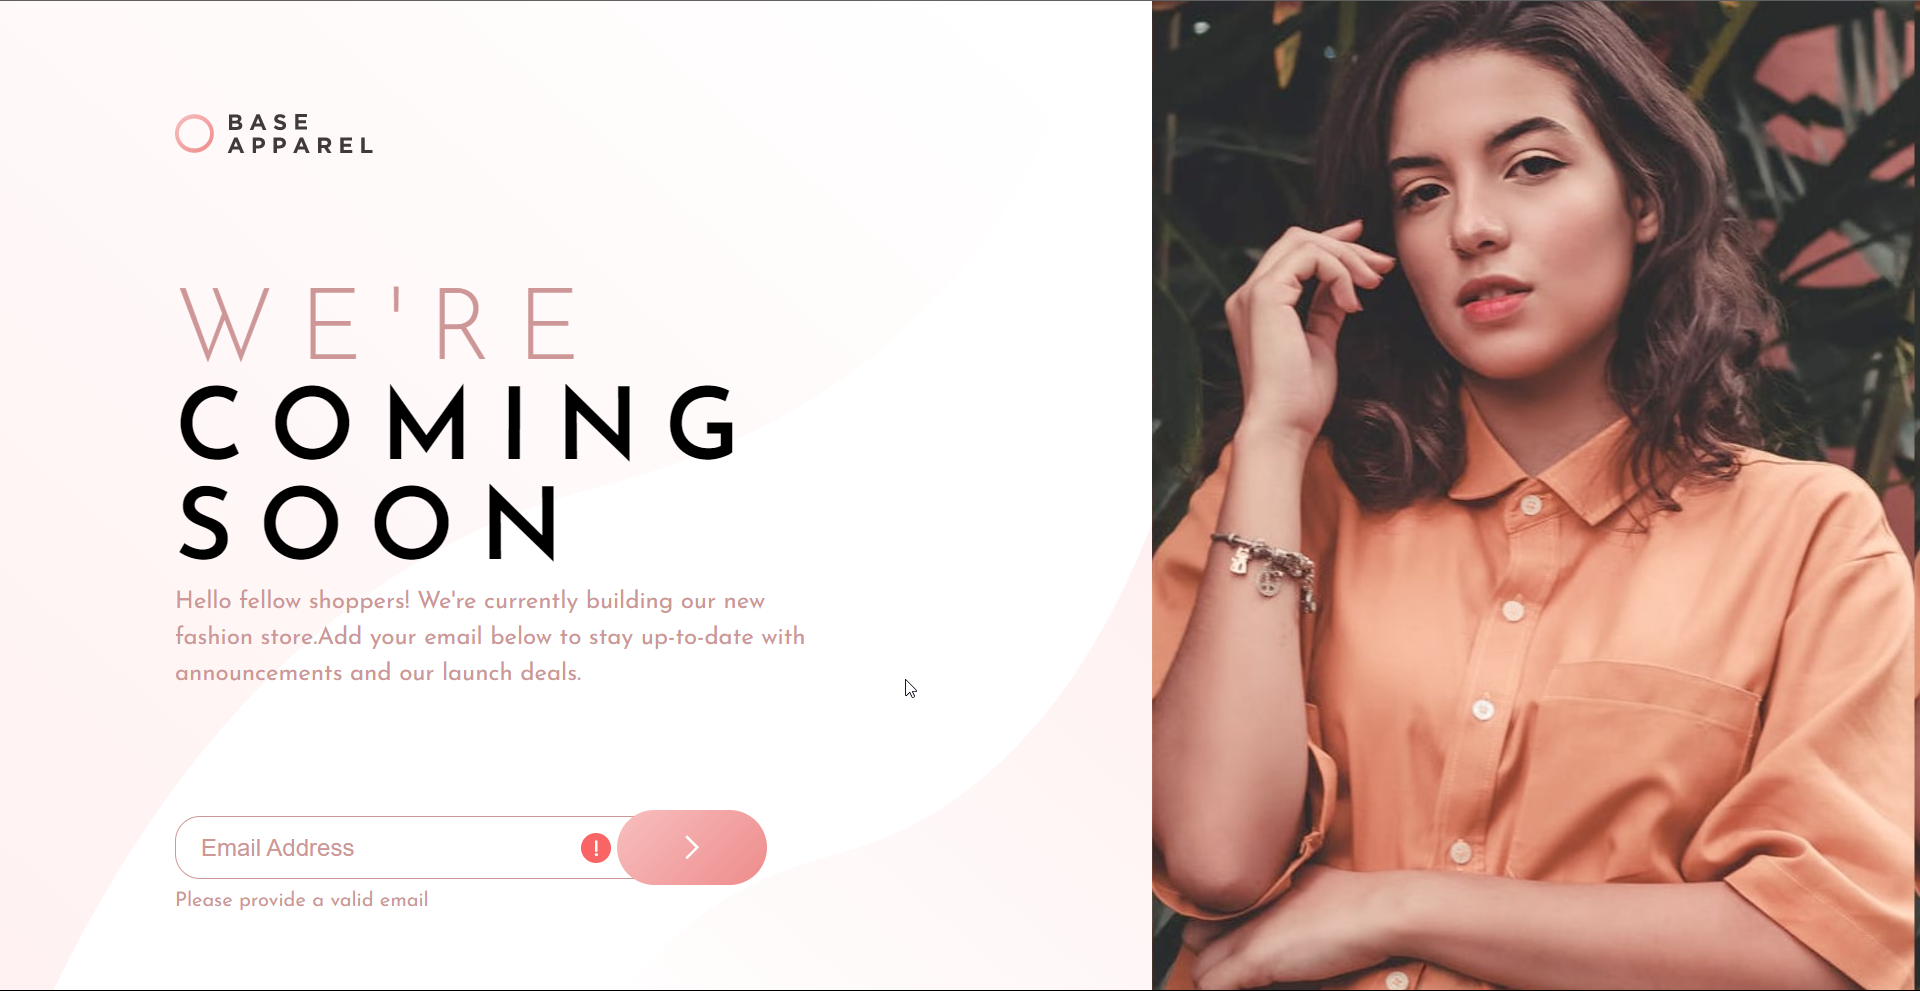 BASE
APPAREL
WE'RE
COMING
SOON
Hello fellow shoppers! We're currently building our new
fashion store.Add your email below to stay up-to-date with
announcements and our launch deals.
Email Address !
Please provide a valid email